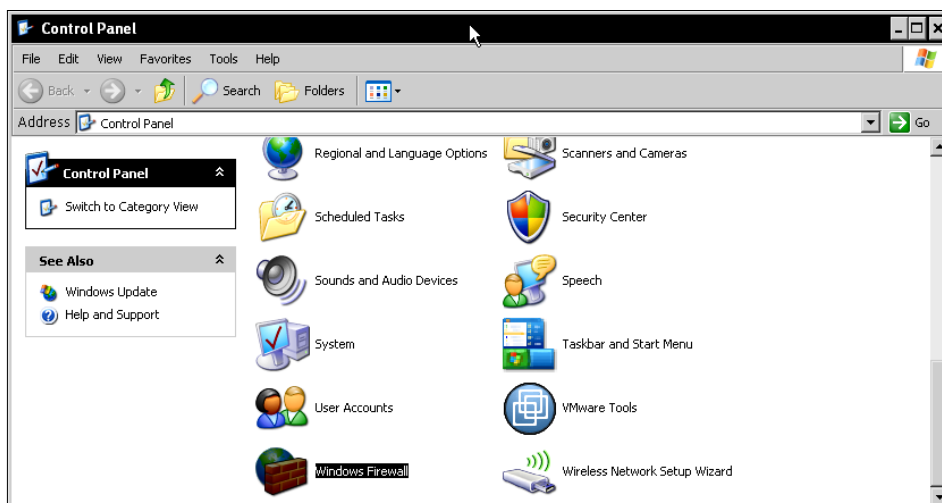 Control Panel
File Edit View Favorites Tools Help
Back Search Folders
Address Control Panel Go
Control Panel
Switch to Category View
See Also
Windows Update
Help and Support
Regional and Language Options Scanners and Cameras
Scheduled Tasks Security Center
Sounds and Audio Devices Speech
System Taskbar and Start Menu
User Accounts VMware Tools
Windows Firewall Wireless Network Setup Wizard